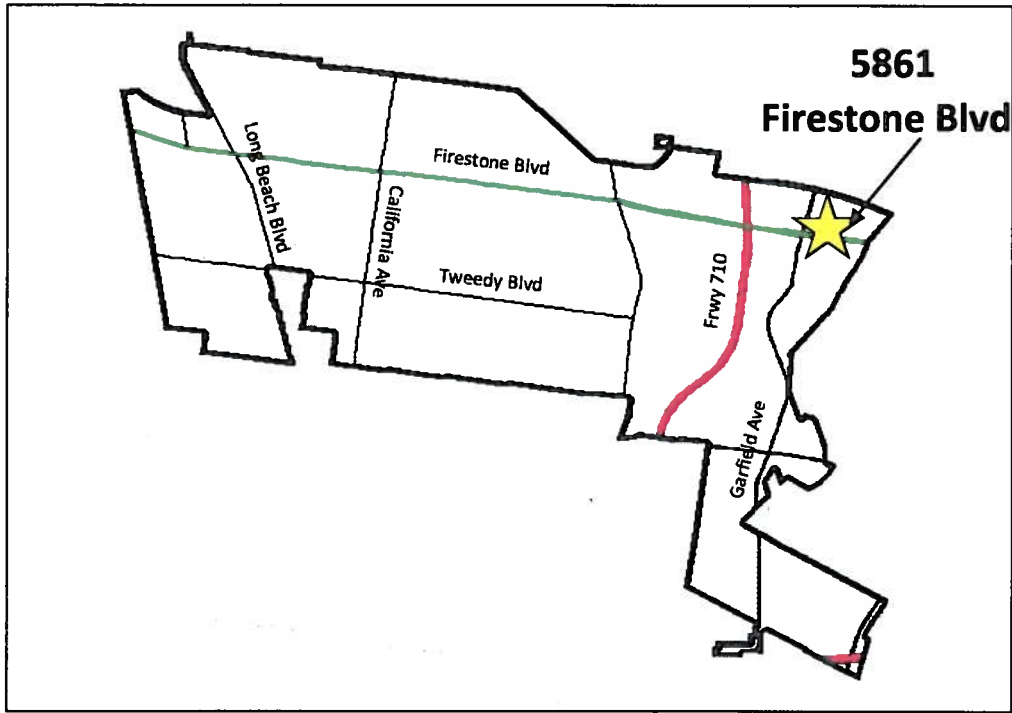 5861
Firestone Blvd
Long Beach Blvd
Firestone Blvd
California Ave
Tweedy Blvd
Frwy 710
Garfield Ave